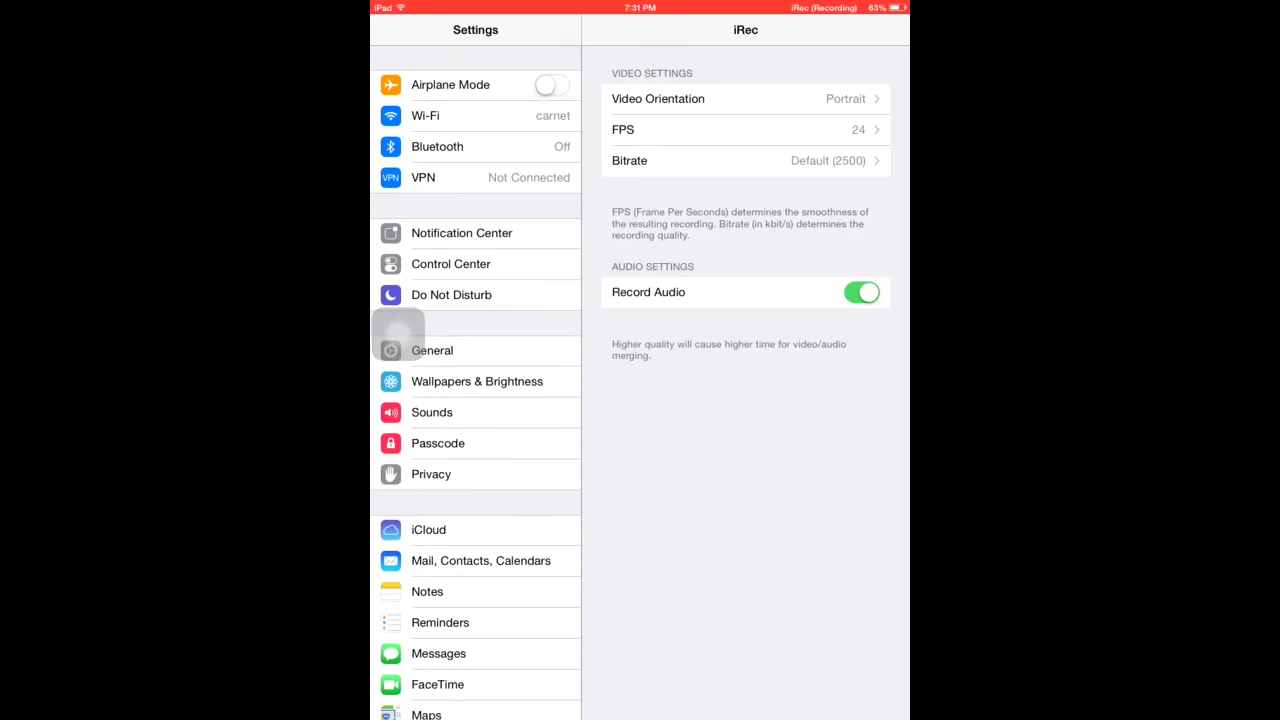 iPad 7:31 PM iRec (Recording) 63%
Settings
Airplane Mode
Wi-Fi carnet
Bluetooth Off
VPN VPN Not Connected
Notification Center
Control Center
Do Not Disturb
General
Wallpapers & Brightness
Sounds
Passcode
Privacy
iCloud
Mail, Contacts, Calendars
Notes
Reminders
Messages
FaceTime
Maps
iRec
VIDEO SETTINGS
Video Orientation Portrait
FPS 24
Bitrate Default (2500)
FPS (Frame Per Seconds) determines the smoothness of
the resulting recording. Bitrate (in kbit/s) determines the
recording quality.
AUDIO SETTINGS
Record Audio
Higher quality will cause higher time for video/audio
merging.